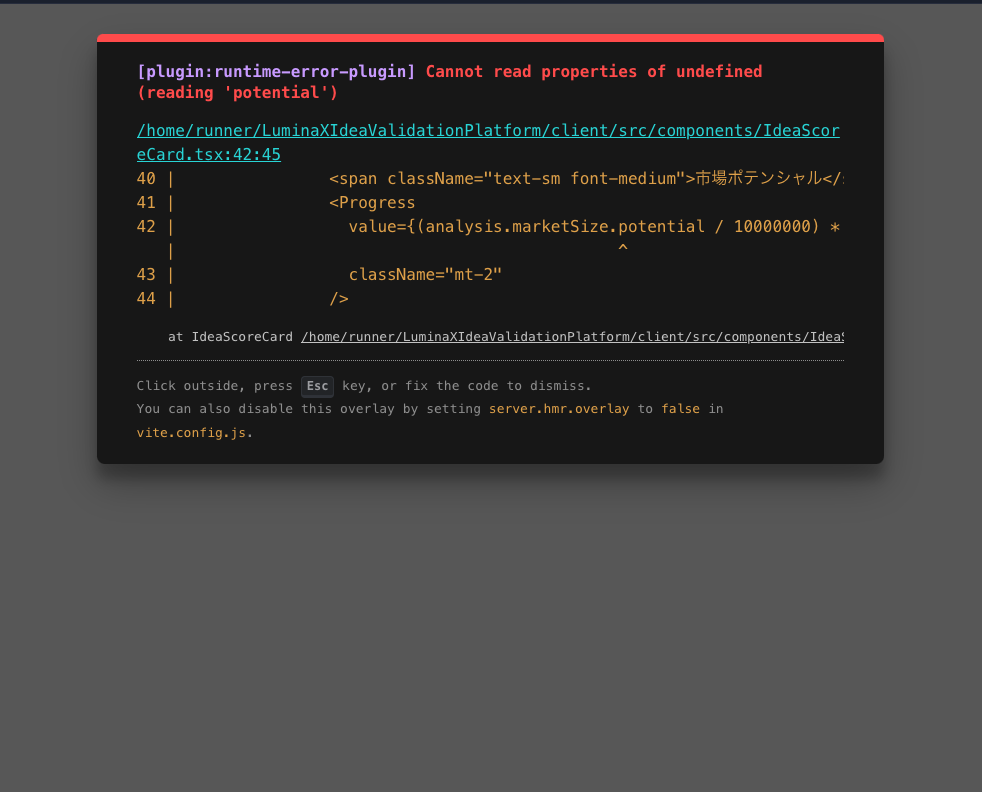 [plugin:runtime-error-plugin] Cannot read properties of undefined
(reading 'potential')
/home/runner/LuminaXIdeaValidationPlatform/client/src/components/IdeaScor
eCard.tsx:42:45
40 |                <span className="text-sm font-medium">市場ポテンシャル</
41 |                <Progress
42 |                  value={(analysis.marketSize.potential / 10000000) *
   |                                              ^
43 |                  className="mt-2"
44 |                />
at IdeaScoreCard /home/runner/LuminaXIdeaValidationPlatform/client/src/components/Idea
Click outside, press Esc key, or fix the code to dismiss.
You can also disable this overlay by setting server.hmr.overlay to false in
vite.config.js.